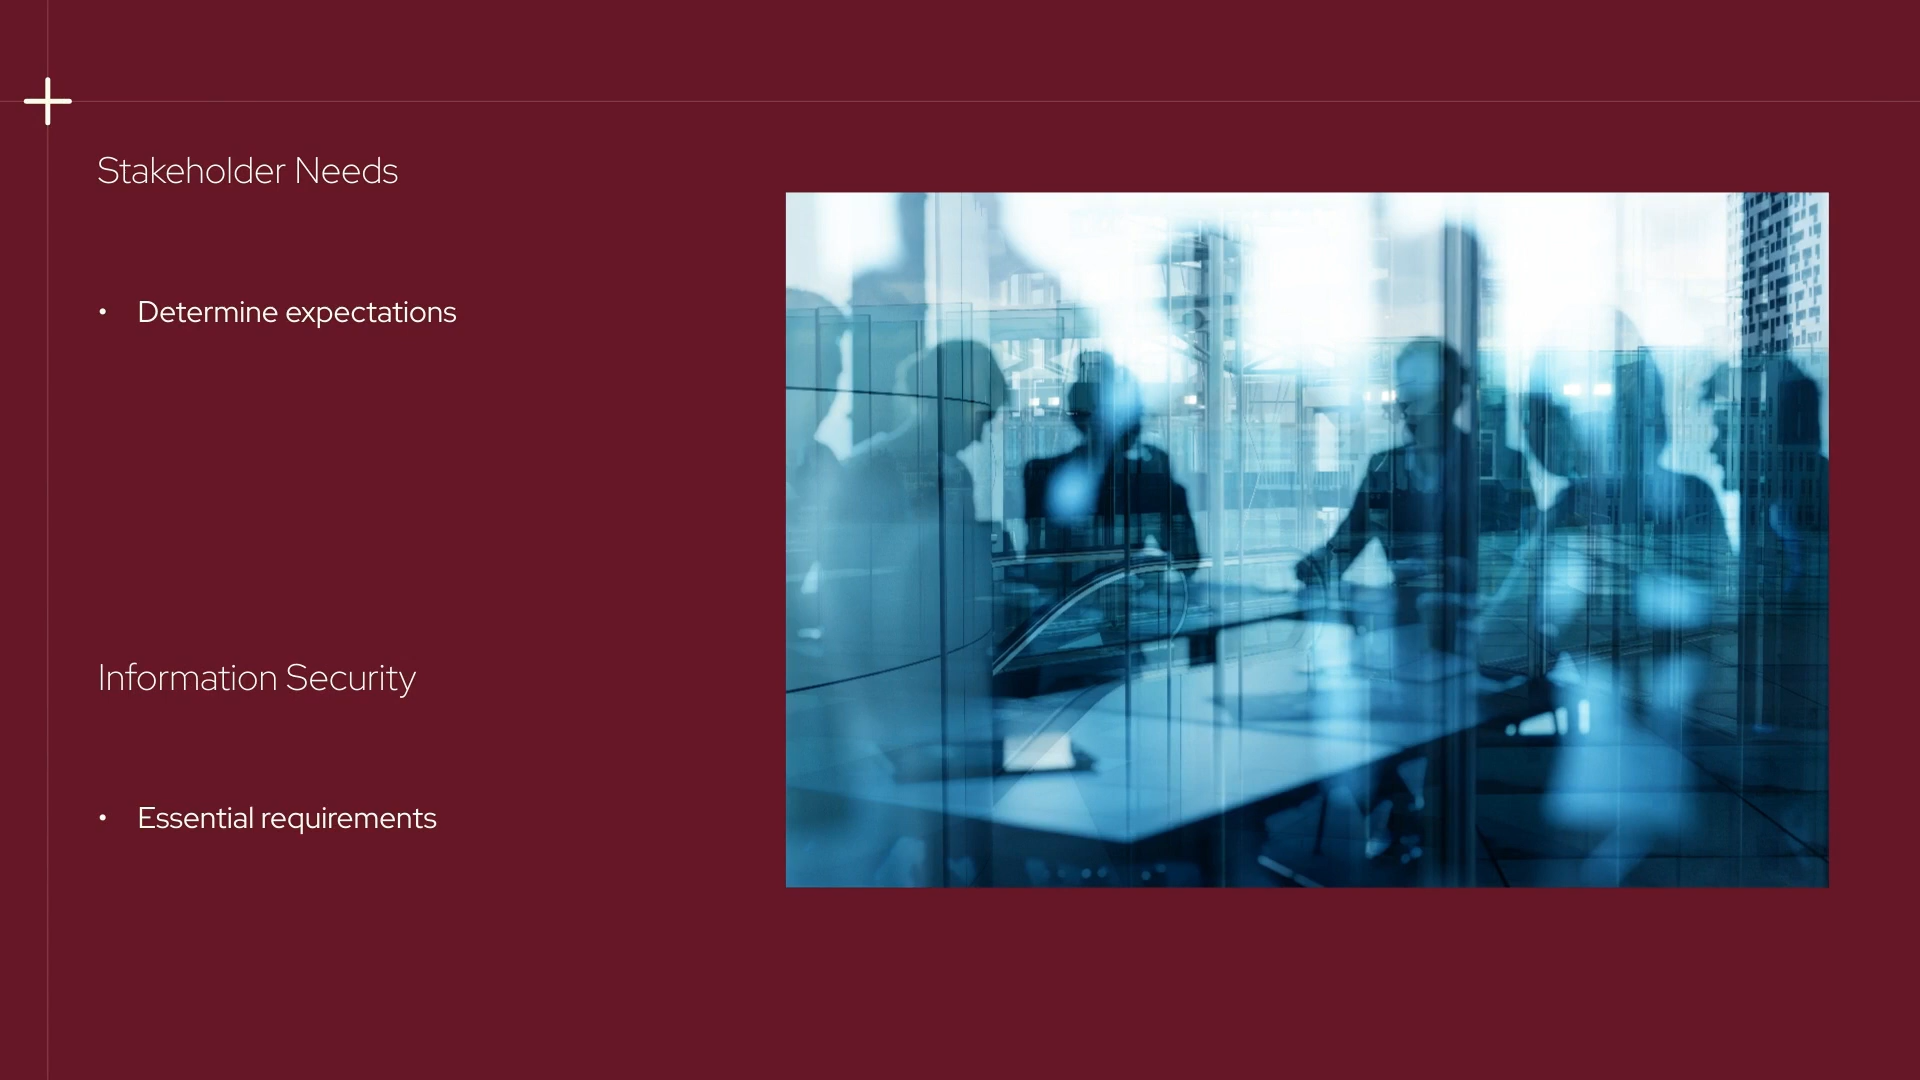 Stakeholder Needs
• Determine expectations
Information Security
• Essential requirements